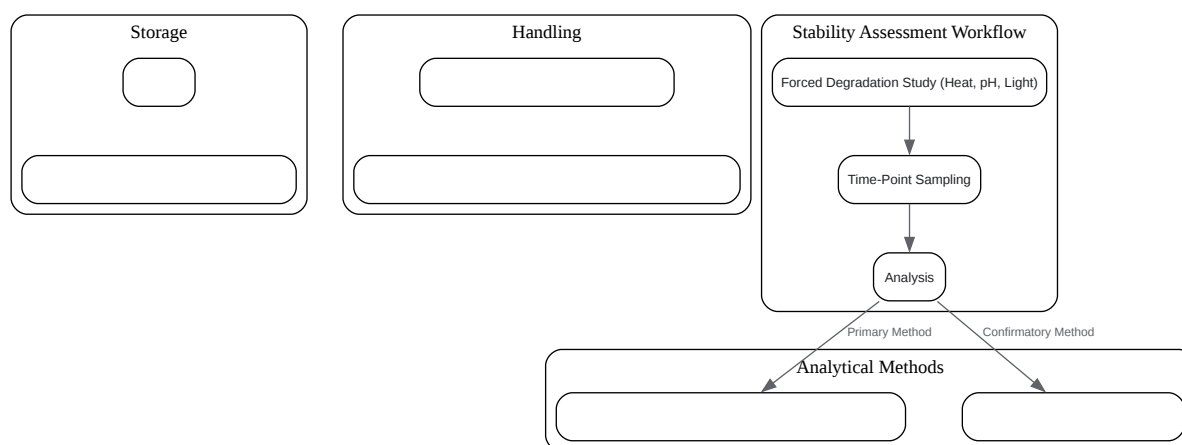 Storage
Handling
Stability Assessment Workflow
Forced Degradation Study (Heat, pH, Light)
Time-Point Sampling
Analysis
Primary Method
Confirmatory Method
Analytical Methods